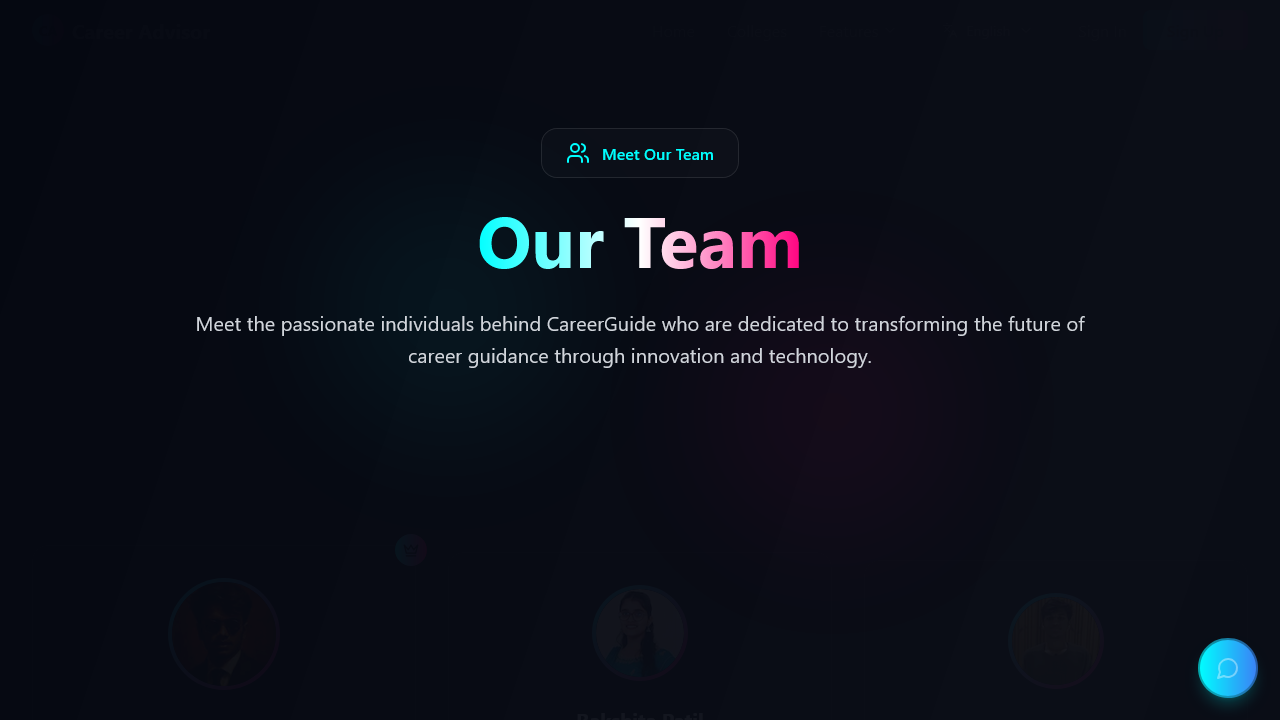 Meet Our Team
Our Team
Meet the passionate individuals behind CareerGuide who are dedicated to transforming the future of
career guidance through innovation and technology.